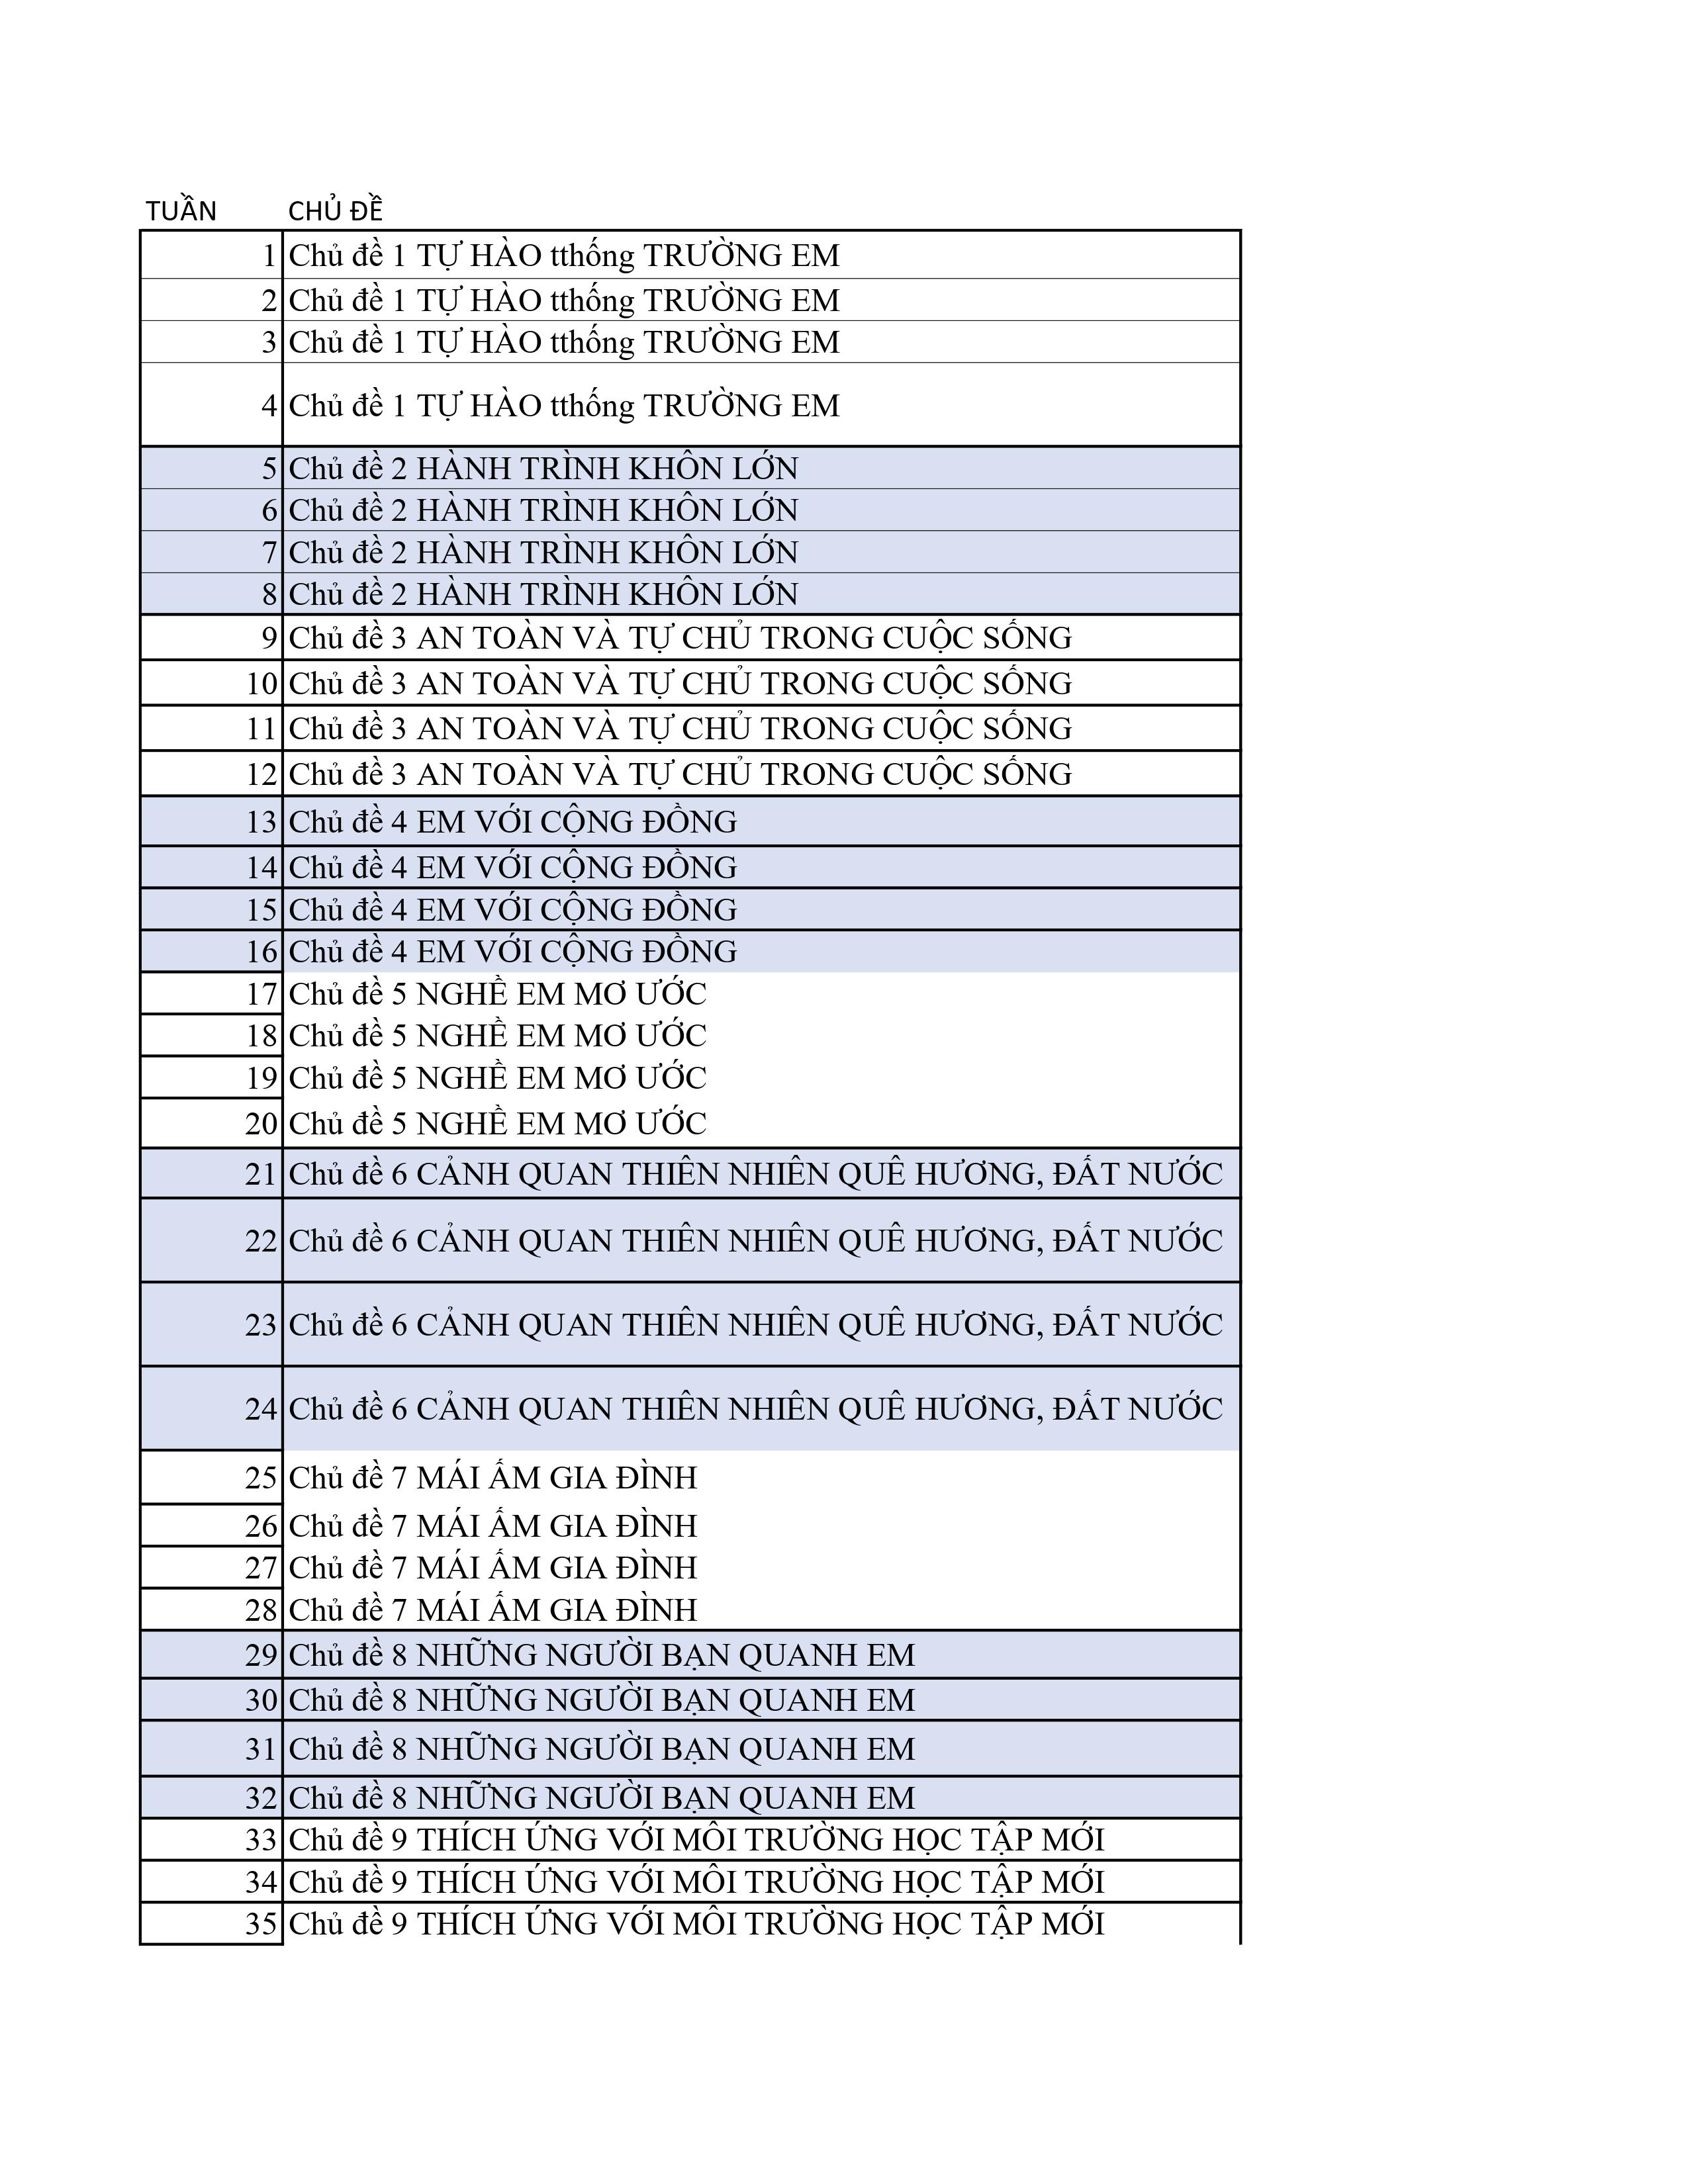 TUẦN CHỦ ĐỀ
1 Chủ đề 1 TỰ HÀO tthống TRƯỜNG EM
2 Chủ đề 1 TỰ HÀO tthống TRƯỜNG EM
3 Chủ đề 1 TỰ HÀO tthống TRƯỜNG EM
4 Chủ đề 1 TỰ HÀO tthống TRƯỜNG EM
5 Chủ đề 2 HÀNH TRÌNH KHÔN LỚN
6 Chủ đề 2 HÀNH TRÌNH KHÔN LỚN
7 Chủ đề 2 HÀNH TRÌNH KHÔN LỚN
8 Chủ đề 2 HÀNH TRÌNH KHÔN LỚN
9 Chủ đề 3 AN TOÀN VÀ TỰ CHỦ TRONG CUỘC SỐNG
10 Chủ đề 3 AN TOÀN VÀ TỰ CHỦ TRONG CUỘC SỐNG
11 Chủ đề 3 AN TOÀN VÀ TỰ CHỦ TRONG CUỘC SỐNG
12 Chủ đề 3 AN TOÀN VÀ TỰ CHỦ TRONG CUỘC SỐNG
13 Chủ đề 4 EM VỚI CỘNG ĐỒNG
14 Chủ đề 4 EM VỚI CỘNG ĐỒNG
15 Chủ đề 4 EM VỚI CỘNG ĐỒNG
16 Chủ đề 4 EM VỚI CỘNG ĐỒNG
17 Chủ đề 5 NGHỀ EM MƠ ƯỚC
18 Chủ đề 5 NGHỀ EM MƠ ƯỚC
19 Chủ đề 5 NGHỀ EM MƠ ƯỚC
20 Chủ đề 5 NGHỀ EM MƠ ƯỚC
21 Chủ đề 6 CẢNH QUAN THIÊN NHIÊN QUÊ HƯƠNG, ĐẤT NƯỚC
22 Chủ đề 6 CẢNH QUAN THIÊN NHIÊN QUÊ HƯƠNG, ĐẤT NƯỚC
23 Chủ đề 6 CẢNH QUAN THIÊN NHIÊN QUÊ HƯƠNG, ĐẤT NƯỚC
24 Chủ đề 6 CẢNH QUAN THIÊN NHIÊN QUÊ HƯƠNG, ĐẤT NƯỚC
25 Chủ đề 7 MÁI ẤM GIA ĐÌNH
26 Chủ đề 7 MÁI ẤM GIA ĐÌNH
27 Chủ đề 7 MÁI ẤM GIA ĐÌNH
28 Chủ đề 7 MÁI ẤM GIA ĐÌNH
29 Chủ đề 8 NHỮNG NGƯỜI BẠN QUANH EM
30 Chủ đề 8 NHỮNG NGƯỜI BẠN QUANH EM
31 Chủ đề 8 NHỮNG NGƯỜI BẠN QUANH EM
32 Chủ đề 8 NHỮNG NGƯỜI BẠN QUANH EM
33 Chủ đề 9 THÍCH ỨNG VỚI MÔI TRƯỜNG HỌC TẬP MỚI
34 Chủ đề 9 THÍCH ỨNG VỚI MÔI TRƯỜNG HỌC TẬP MỚI
35 Chủ đề 9 THÍCH ỨNG VỚI MÔI TRƯỜNG HỌC TẬP MỚI